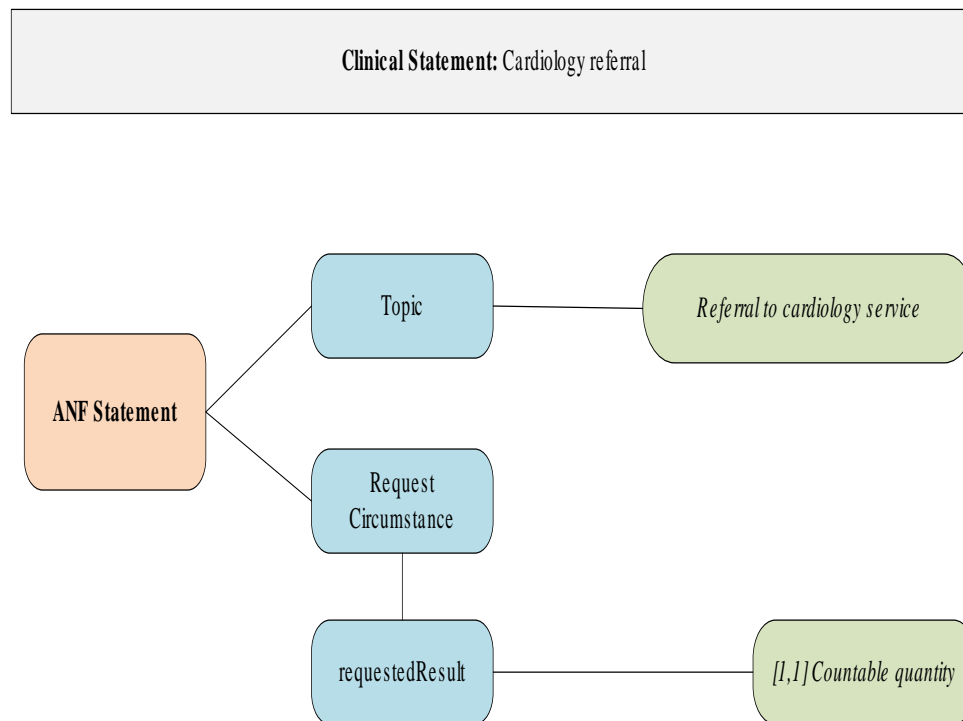 Clinical Statement: Cardiology referral
Topic
Referral to cardiology service
ANF Statement
Request
Circumstance
requestedResult
[1,1] Countable quantity